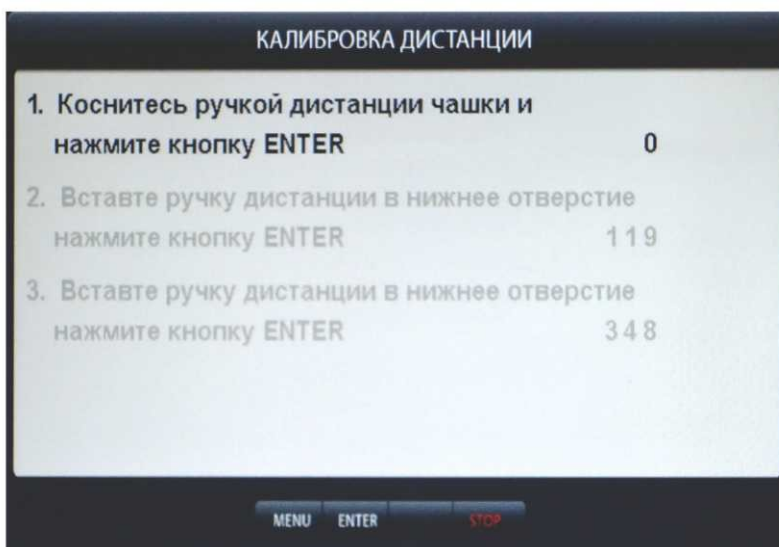 КАЛИБРОВКА ДИСТАНЦИИ
1. Коснитесь ручкой дистанции чашки и
нажмите кнопку ENTER 0
2. Вставте ручку дистанции в нижнее отверстие
нажмите кнопку ENTER 119
3. Вставте ручку дистанции в нижнее отверстие
нажмите кнопку ENTER 348
MENU ENTER STOP